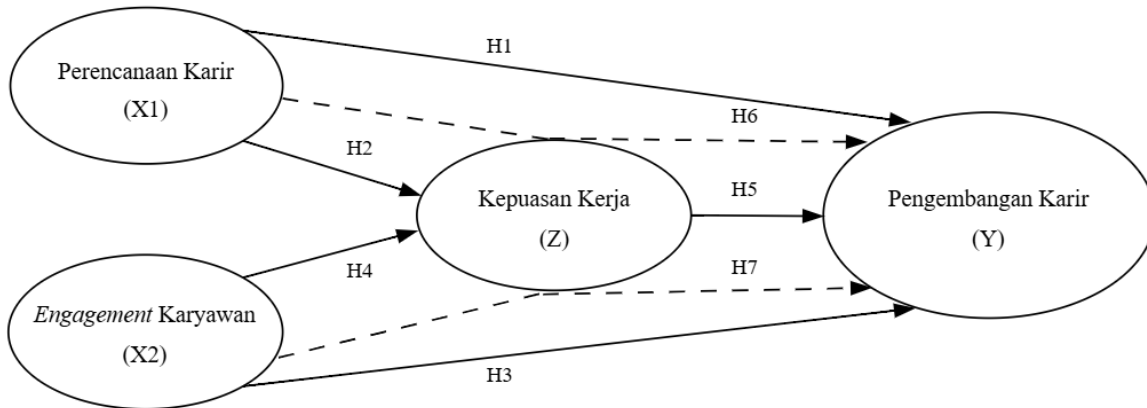 H1
Perencanaan Karir
(X1)
H6
H2
Kepuasan Kerja
(Z)
H5
Pengembangan Karir
(Y)
H4
H7
Engagement Karyawan
(X2)
H3